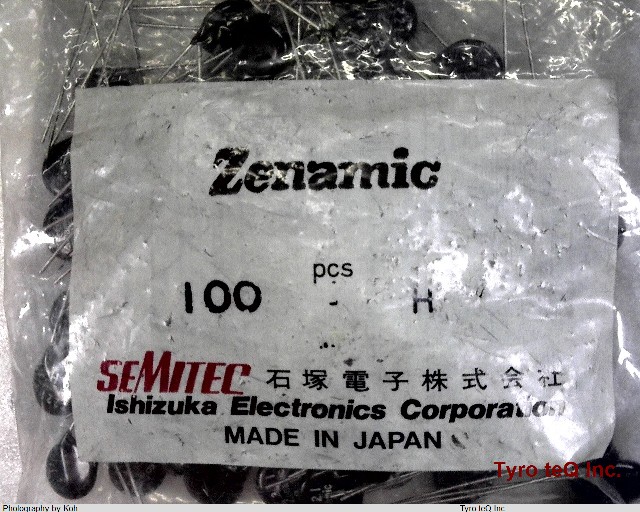 Zenamic
pcs
100 - H
SEMITEC 石塚電子株式会社
Ishizuka Electronics Corporation
MADE IN JAPAN
Tyro teQ Inc.
Photography by Koh
Tyro teQ Inc